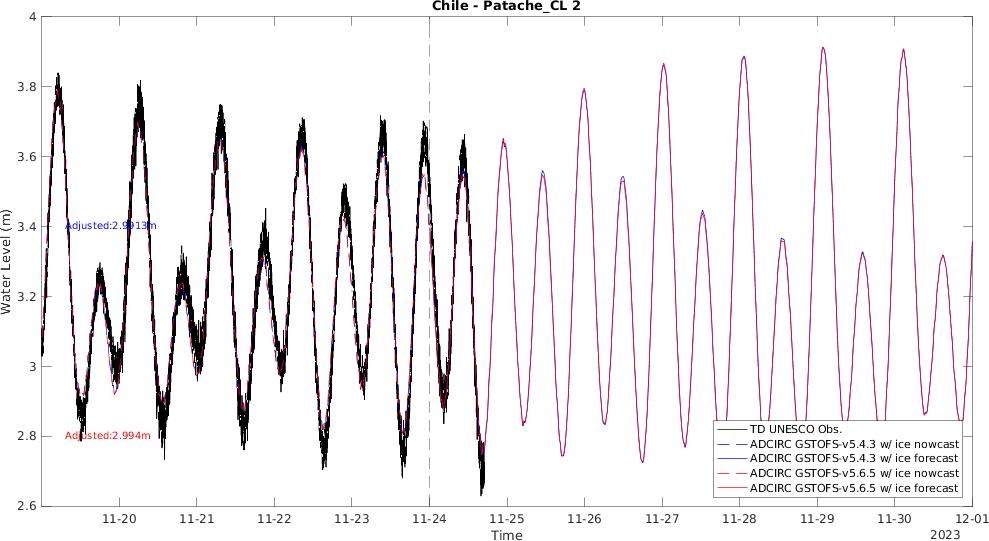 Chile - Patache_CL 2
Water Level (m)
4
3.8
3.6
3.4
3.2
3
2.8
2.6
Adjusted:2.9913m
Adjusted:2.994m
TD UNESCO Obs.
ADCIRC GSTOFS-v5.4.3 w/ ice nowcast
ADCIRC GSTOFS-v5.4.3 w/ ice forecast
ADCIRC GSTOFS-v5.6.5 w/ ice nowcast
ADCIRC GSTOFS-v5.6.5 w/ ice forecast
11-20 11-21 11-22 11-23 11-24 11-25 11-26 11-27 11-28 11-29 11-30 12-01
Time
2023